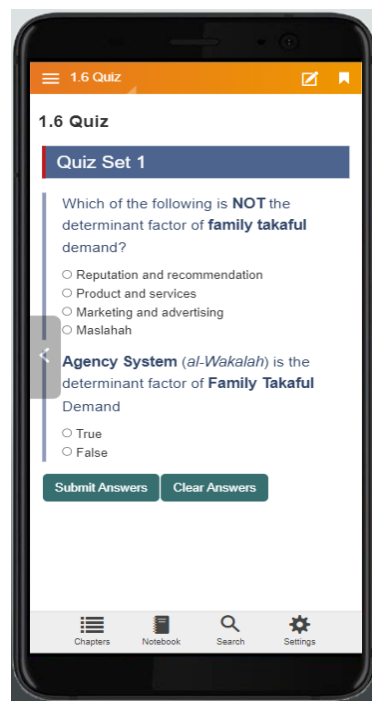 1.6 Quiz
1.6 Quiz
Quiz Set 1
Which of the following is NOT the
determinant factor of family takaful
demand?
Reputation and recommendation
Product and services
Marketing and advertising
Maslahah
Agency System (al-Wakalah) is the
determinant factor of Family Takaful
Demand
True
False
Submit Answers Clear Answers
Chapters Notebook Search Settings